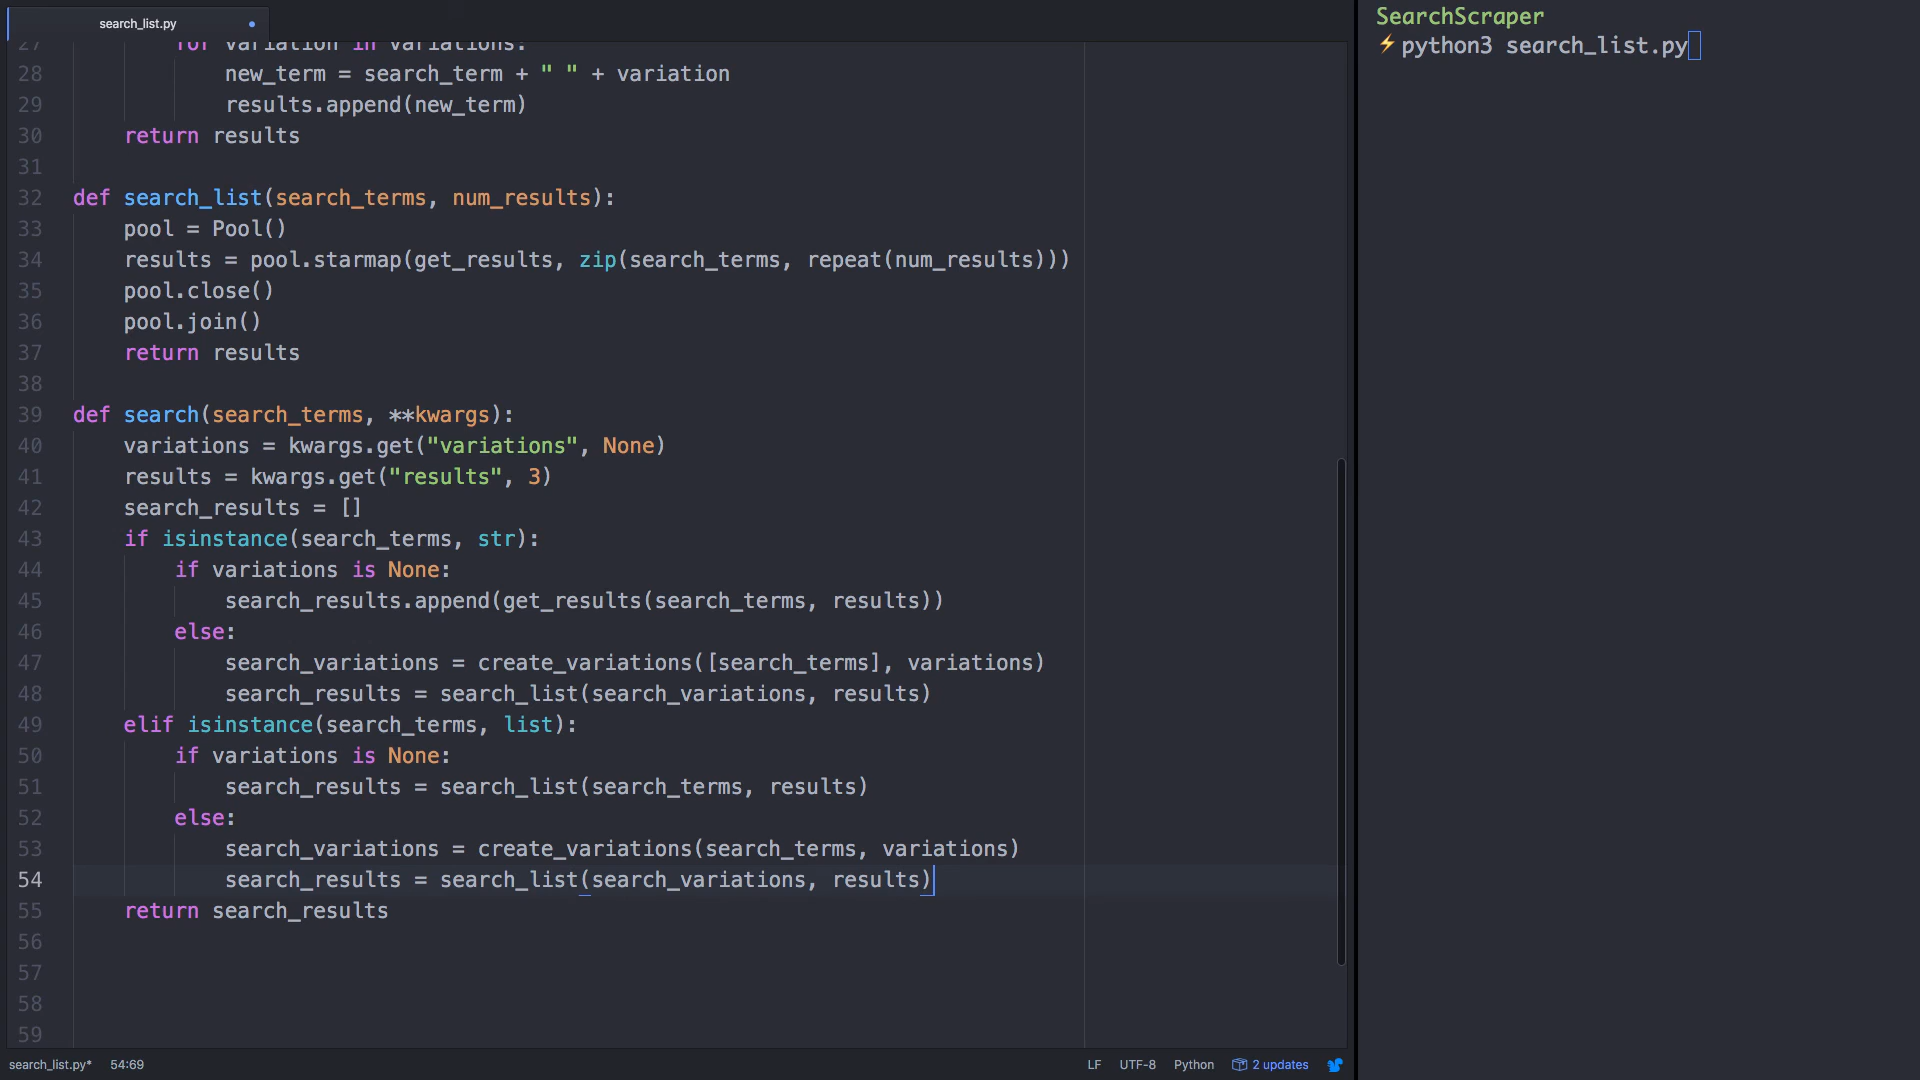 search_list.py
27 for variation in variations:
28 new_term = search_term + " " + variation
29 results.append(new_term)
30 return results
31
32 def search_list(search_terms, num_results):
33 pool = Pool()
34 results = pool.starmap(get_results, zip(search_terms, repeat(num_results)))
35 pool.close()
36 pool.join()
37 return results
38
39 def search(search_terms, **kwargs):
40 variations = kwargs.get("variations", None)
41 results = kwargs.get("results", 3)
42 search_results = []
43 if isinstance(search_terms, str):
44 if variations is None:
45 search_results.append(get_results(search_terms, results))
46 else:
47 search_variations = create_variations([search_terms], variations)
48 search_results = search_list(search_variations, results)
49 elif isinstance(search_terms, list):
50 if variations is None:
51 search_results = search_list(search_terms, results)
52 else:
53 search_variations = create_variations(search_terms, variations)
54 search_results = search_list(search_variations, results)
55 return search_results
56
57
58
59
search_list.py* 54:69 LF UTF-8 Python 2 updates
SearchScraper
⚡python3 search_list.py